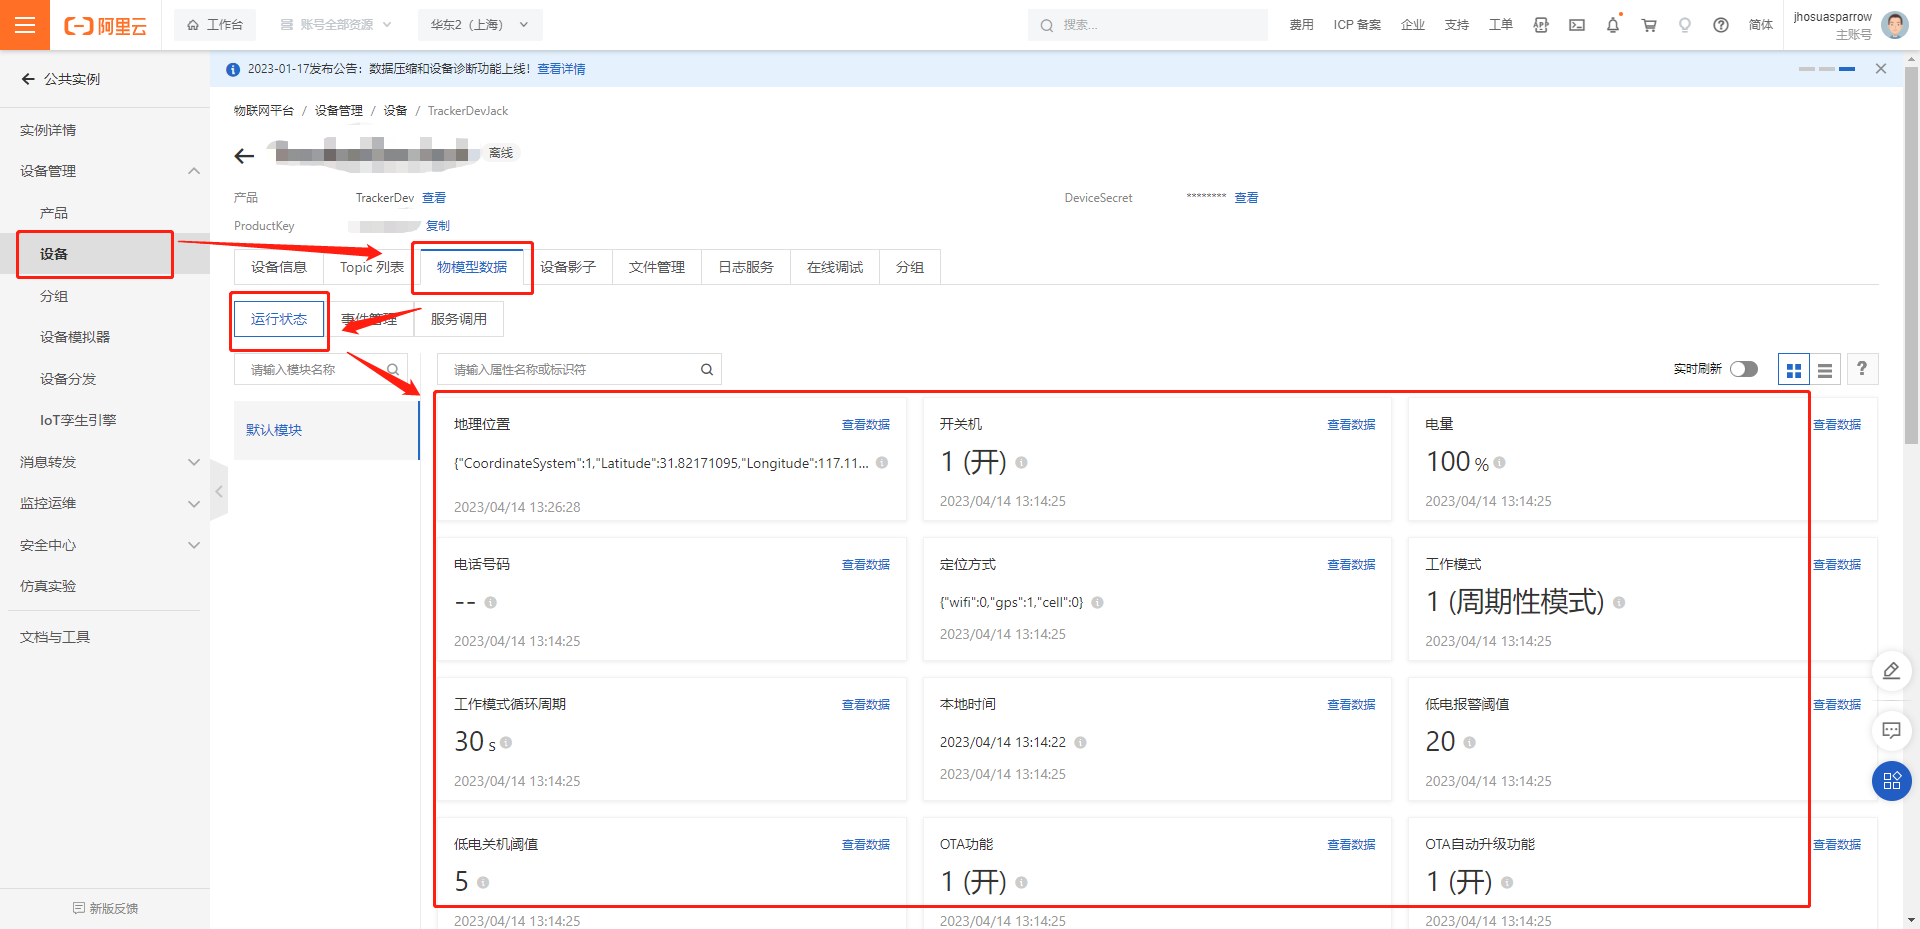 阿里云
工作台
账号全部资源
华东2（上海）
搜索...
费用
ICP 备案
企业
支持
工单
简体
jhosuasparrow
主账号
公共实例
2023-01-17发布公告：数据压缩和设备诊断功能上线！查看详情
物联网平台 / 设备管理 / 设备 / TrackerDevJack
离线
产品 TrackerDev 查看
DeviceSecret ******** 查看
ProductKey 复制
实例详情
设备管理
产品
设备
分组
设备模拟器
设备分发
IoT孪生引擎
消息转发
监控运维
安全中心
仿真实验
文档与工具
新版反馈
设备信息
Topic 列表
物模型数据
设备影子
文件管理
日志服务
在线调试
分组
运行状态
事件管理
服务调用
请输入模块名称
请输入属性名称或标识符
实时刷新
?
默认模块
地理位置 查看数据
{"CoordinateSystem":1,"Latitude":31.82171095,"Longitude":117.11...
2023/04/14 13:26:28
开关机 查看数据
1 (开)
2023/04/14 13:14:25
电量 查看数据
100 %
2023/04/14 13:14:25
电话号码 查看数据
--
2023/04/14 13:14:25
定位方式 查看数据
{"wifi":0,"gps":1,"cell":0}
2023/04/14 13:14:25
工作模式 查看数据
1 (周期性模式)
2023/04/14 13:14:25
工作模式循环周期 查看数据
30 s
2023/04/14 13:14:25
本地时间 查看数据
2023/04/14 13:14:22
2023/04/14 13:14:25
低电报警阈值 查看数据
20
2023/04/14 13:14:25
低电关机阈值 查看数据
5
2023/04/14 13:14:25
OTA功能 查看数据
1 (开)
2023/04/14 13:14:25
OTA自动升级功能 查看数据
1 (开)
2023/04/14 13:14:25